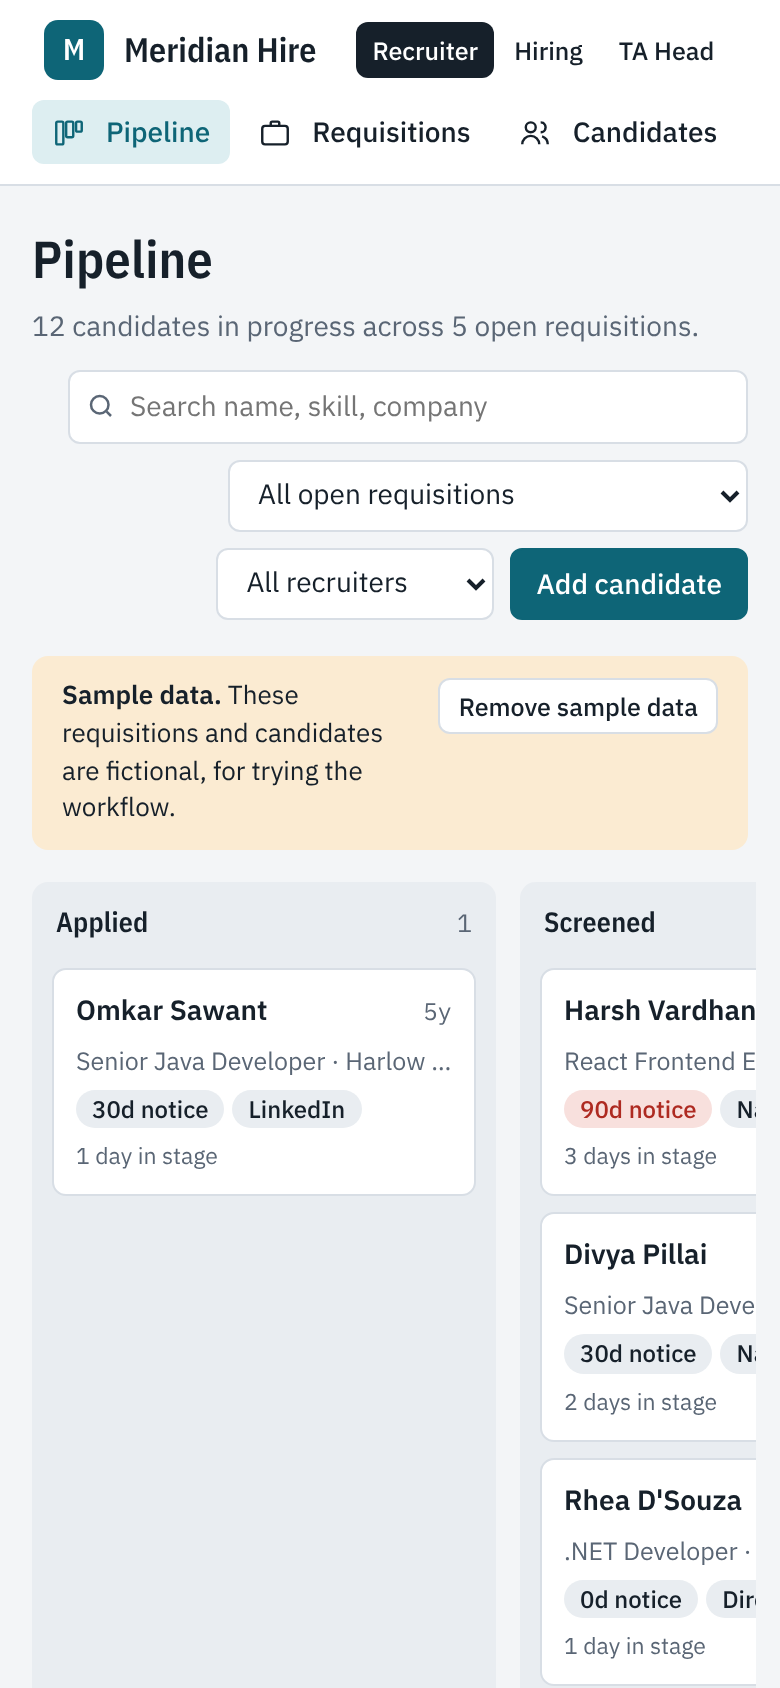 M Meridian Hire Recruiter Hiring TA Head
Pipeline Requisitions Candidates
Pipeline
12 candidates in progress across 5 open requisitions.
Search name, skill, company
All open requisitions
All recruiters Add candidate
Sample data. These
requisitions and candidates
are fictional, for trying the
workflow.
Remove sample data
Applied 1
Omkar Sawant 5y
Senior Java Developer · Harlow ...
30d notice LinkedIn
1 day in stage
Screened
Harsh Vardhan
React Frontend E
90d notice
3 days in stage
Divya Pillai
Senior Java Deve
30d notice
2 days in stage
Rhea D'Souza
.NET Developer ·
0d notice Dir
1 day in stage